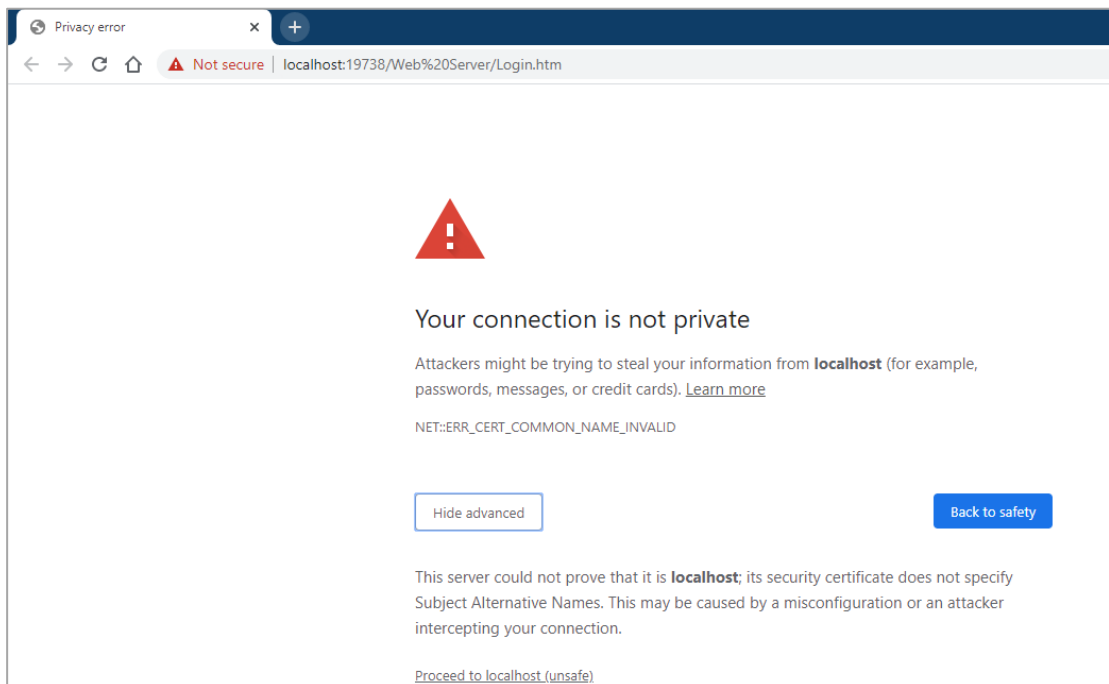 Privacy error
Not secure localhost:19738/Web%20Server/Login.htm
Your connection is not private
Attackers might be trying to steal your information from localhost (for example,
passwords, messages, or credit cards). Learn more
NET::ERR_CERT_COMMON_NAME_INVALID
Hide advanced
Back to safety
This server could not prove that it is localhost; its security certificate does not specify
Subject Alternative Names. This may be caused by a misconfiguration or an attacker
intercepting your connection.
Proceed to localhost (unsafe)